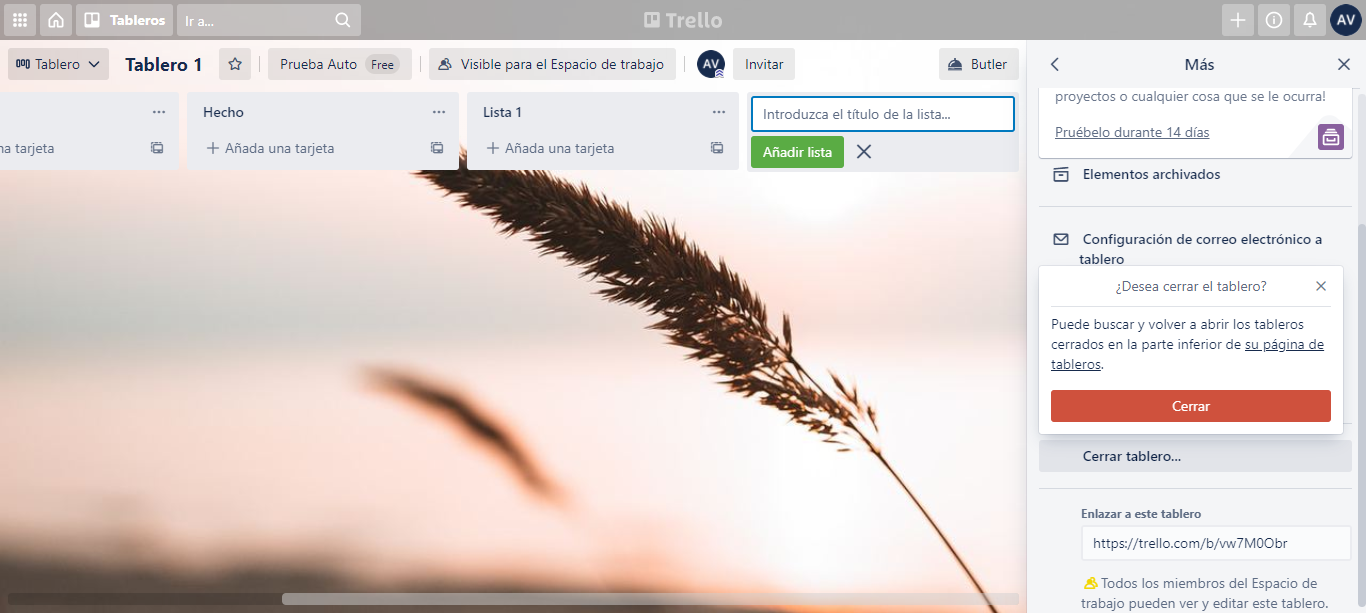 Tableros
Ir a...
Trello
AV
Tablero
Tablero 1
Prueba Auto Free
Visible para el Espacio de trabajo
AV
Invitar
Butler
Más
na tarjeta
Hecho
Añada una tarjeta
Lista 1
Añada una tarjeta
Introduzca el título de la lista...
Añadir lista
proyectos o cualquier cosa que se le ocurra!
Pruébelo durante 14 días
Elementos archivados
Configuración de correo electrónico a
tablero
¿Desea cerrar el tablero?
Puede buscar y volver a abrir los tableros
cerrados en la parte inferior de su página de
tableros.
Cerrar
Cerrar tablero...
Enlazar a este tablero
https://trello.com/b/vw7M0Obr
Todos los miembros del Espacio de
trabajo pueden ver y editar este tablero.